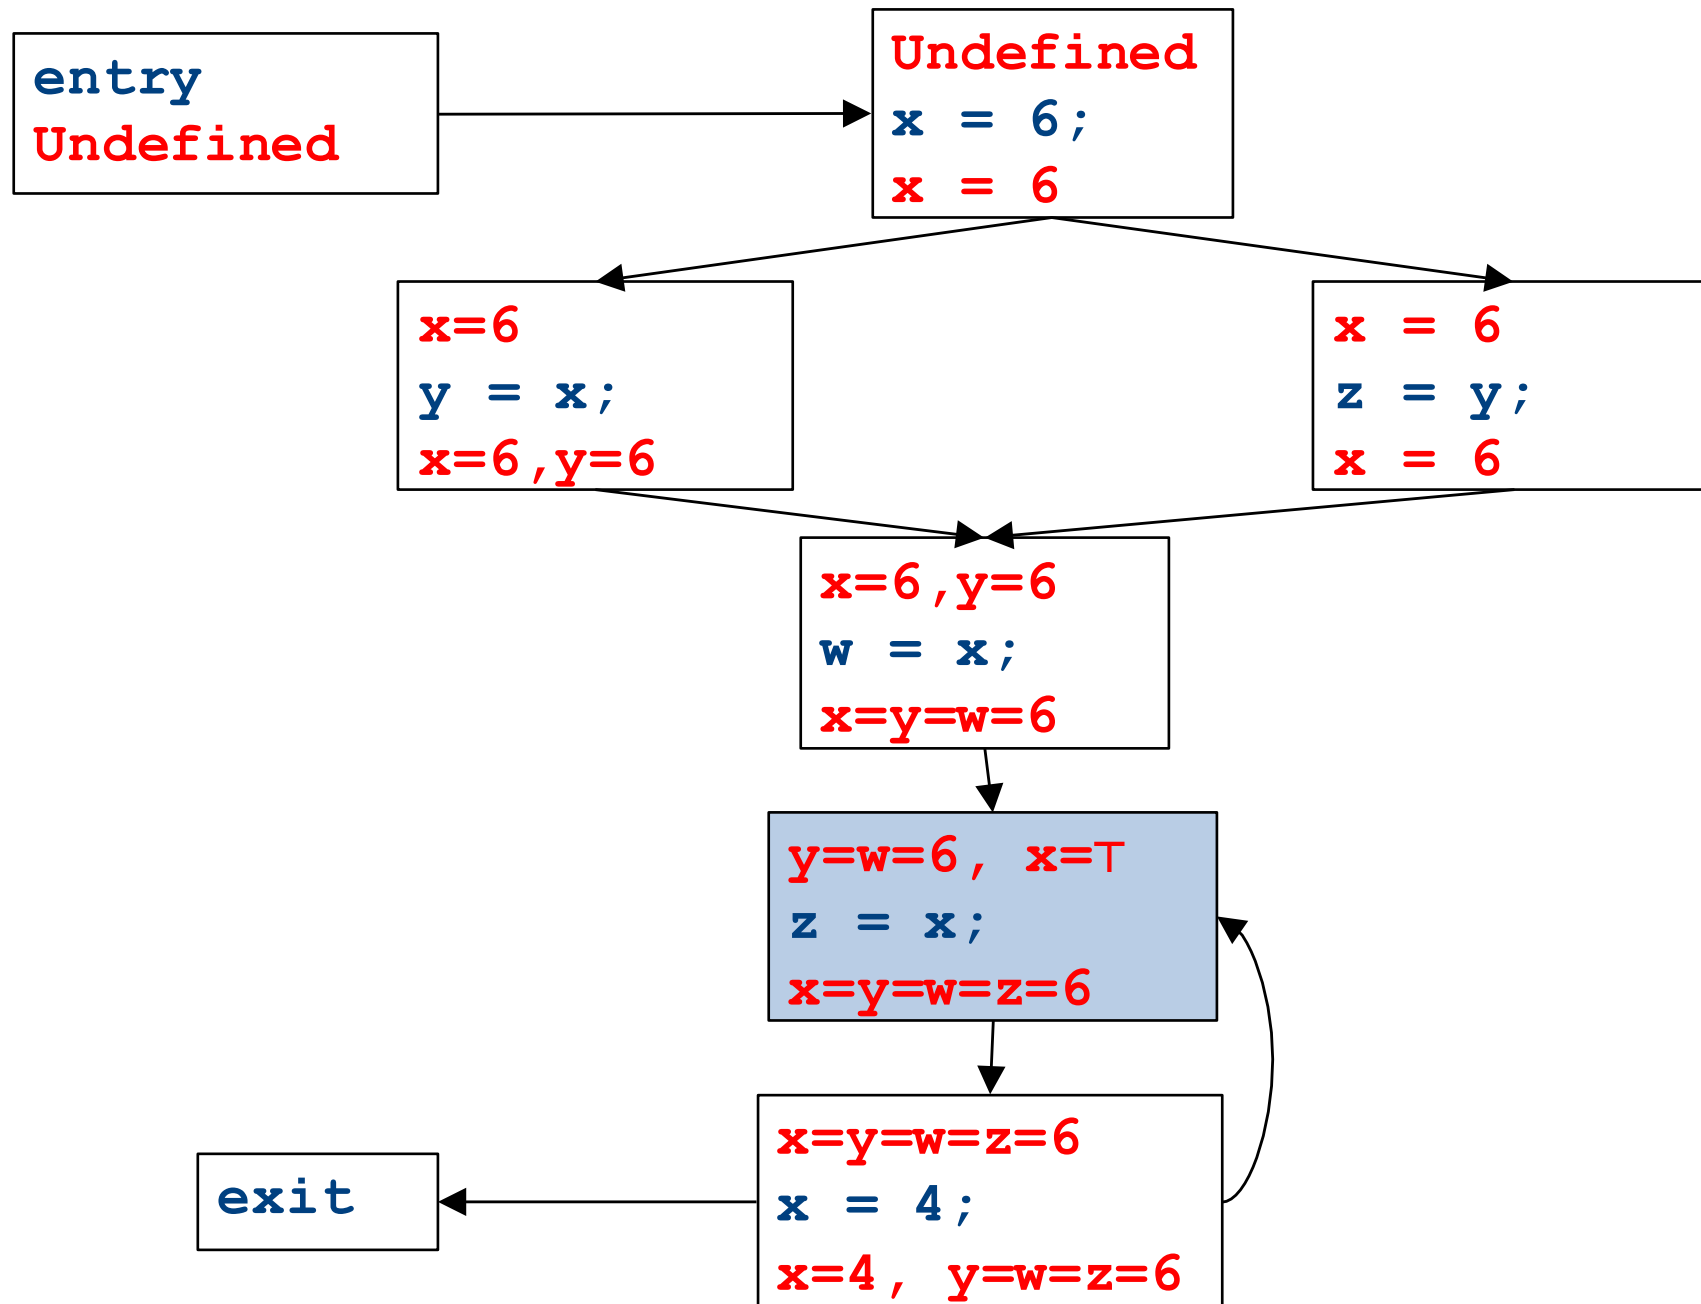 entry
Undefined
Undefined
x = 6;
x = 6
x=6
y = x;
x=6,y=6
x = 6
z = y;
x = 6
x=6,y=6
w = x;
x=y=w=6
y=w=6, x=⊤
z = x;
x=y=w=z=6
x=y=w=z=6
x = 4;
x=4, y=w=z=6
exit